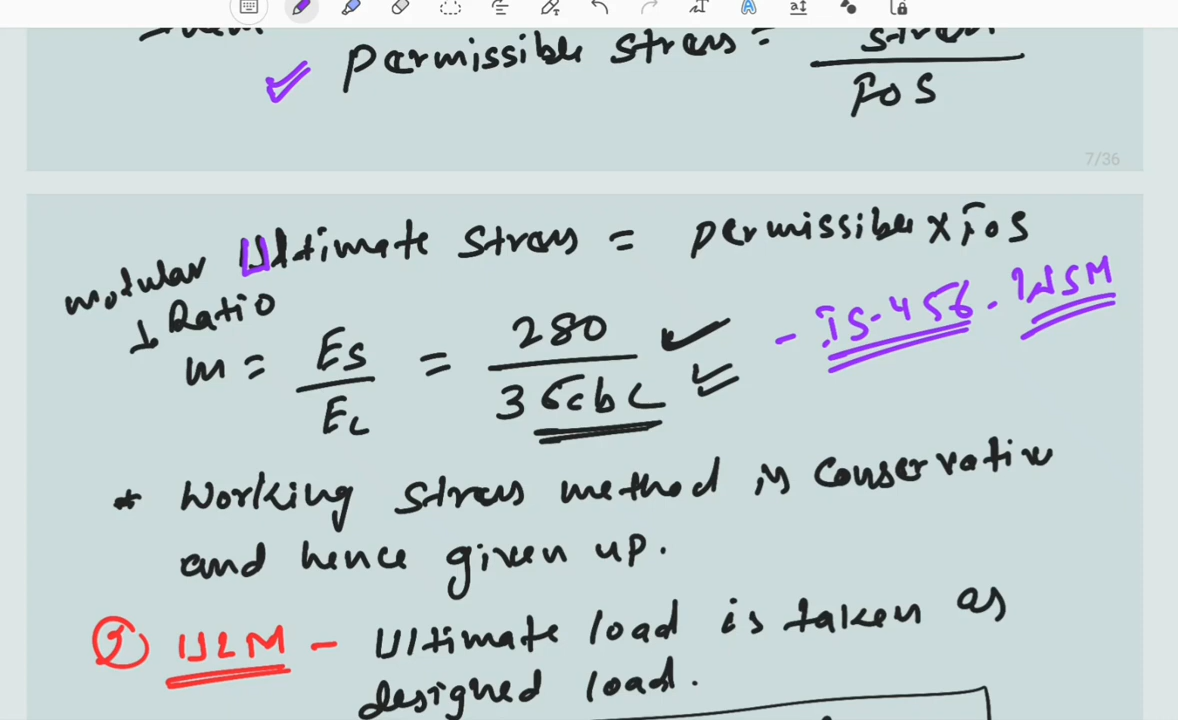 permissible stress =
FOS
7/36
Ultimate stress = permissible x FOS
modular
Ratio
m = Es/Ec = 280/3σcbc
- IS-456 - WSM
* Working stress method is conservative
and hence given up.
② ULM - Ultimate load is taken as
designed load.